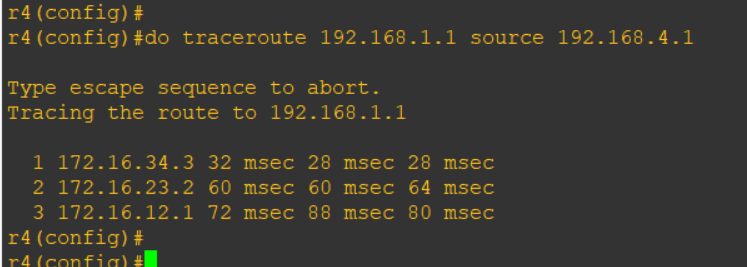 r4(config)#
r4(config)#do traceroute 192.168.1.1 source 192.168.4.1
Type escape sequence to abort.
Tracing the route to 192.168.1.1
1 172.16.34.3 32 msec 28 msec 28 msec
2 172.16.23.2 60 msec 60 msec 64 msec
3 172.16.12.1 72 msec 88 msec 80 msec
r4(config)#
r4(config)#